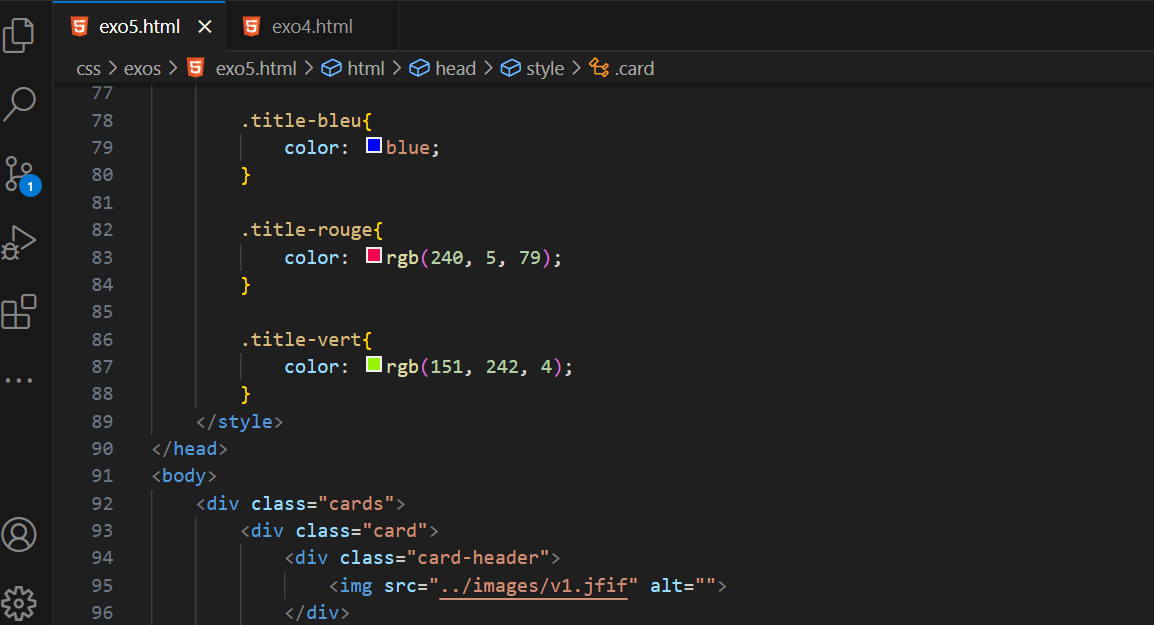 exo5.html × exo4.html
css > exos > exo5.html > html > head > style > .card
77
78 .title-bleu{
79 color: blue;
80 }
81
82 .title-rouge{
83 color: rgb(240, 5, 79);
84 }
85
86 .title-vert{
87 color: rgb(151, 242, 4);
88 }
89 </style>
90 </head>
91 <body>
92 <div class="cards">
93 <div class="card">
94 <div class="card-header">
95 <img src="../images/v1.jfif" alt="">
96 </div>
1